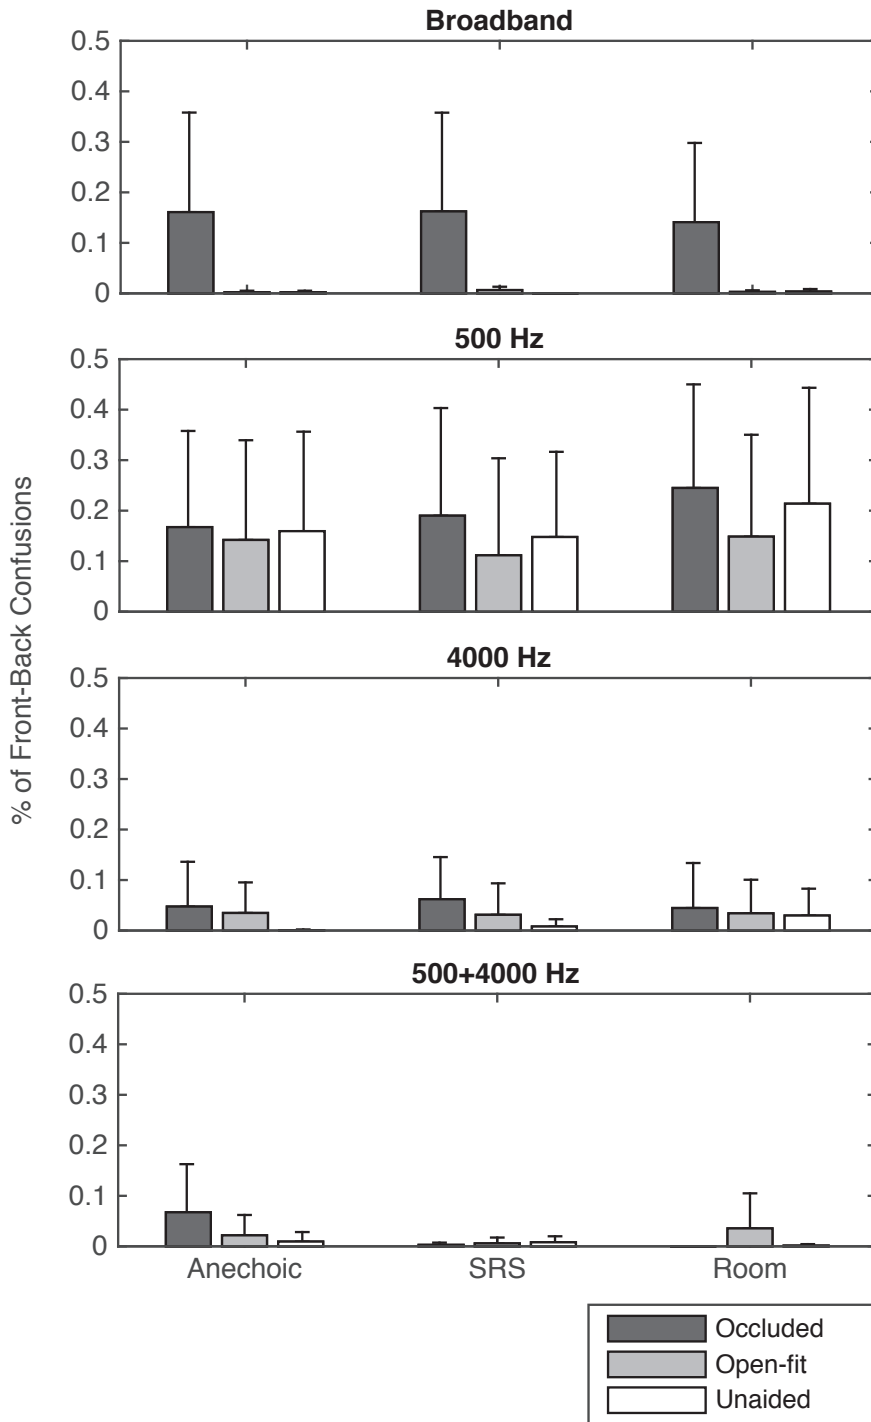 Broadband
0.5
0.4
0.3
0.2
0.1
0
500 Hz
0.5
0.4
0.3
0.2
0.1
0
% of Front-Back Confusions
4000 Hz
0.5
0.4
0.3
0.2
0.1
0
500+4000 Hz
0.5
0.4
0.3
0.2
0.1
0
Anechoic SRS Room
Occluded
Open-fit
Unaided